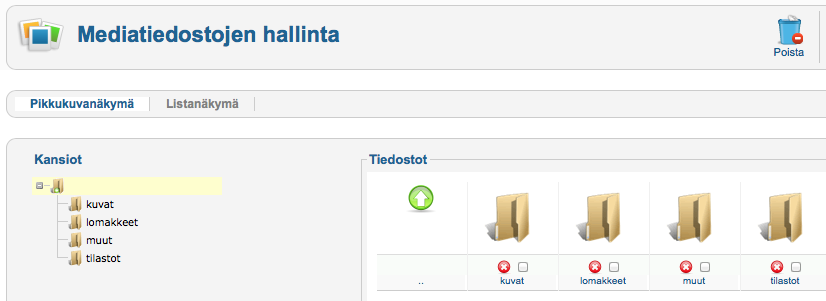 Mediatiedostojen hallinta
Poista
Pikkukuvanäkymä Listanäkymä
Kansiot
kuvat
lomakkeet
muut
tilastot
Tiedostot
.. kuvat lomakkeet muut tilastot